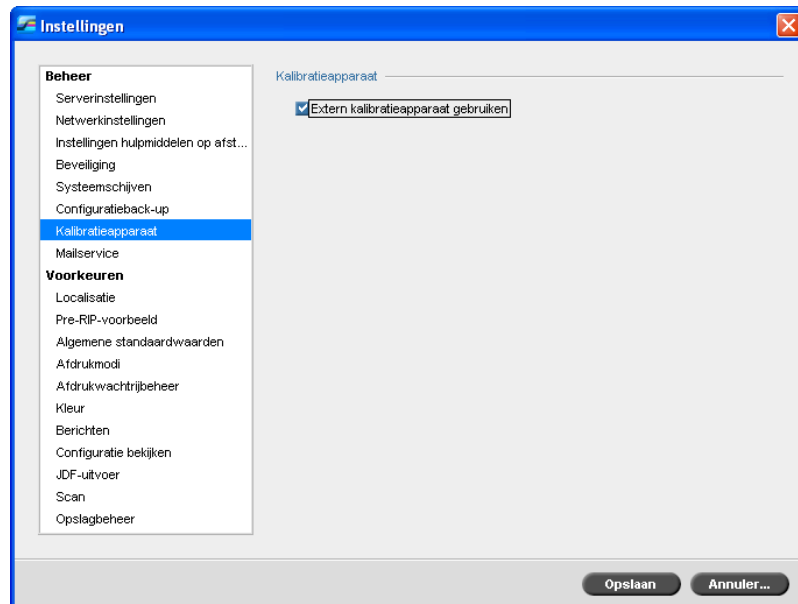 Instellingen
Beheer
Serverinstellingen
Netwerkinstellingen
Instellingen hulpmiddelen op afst...
Beveiliging
Systeemschijven
Configuratieback-up
Kalibratieapparaat
Mailservice
Voorkeuren
Localisatie
Pre-RIP-voorbeeld
Algemene standaardwaarden
Afdrukmodi
Afdrukwachtrijbeheer
Kleur
Berichten
Configuratie bekijken
JDF-uitvoer
Scan
Opslagbeheer
Kalibratieapparaat
Extern kalibratieapparaat gebruiken
Opslaan
Annuler...